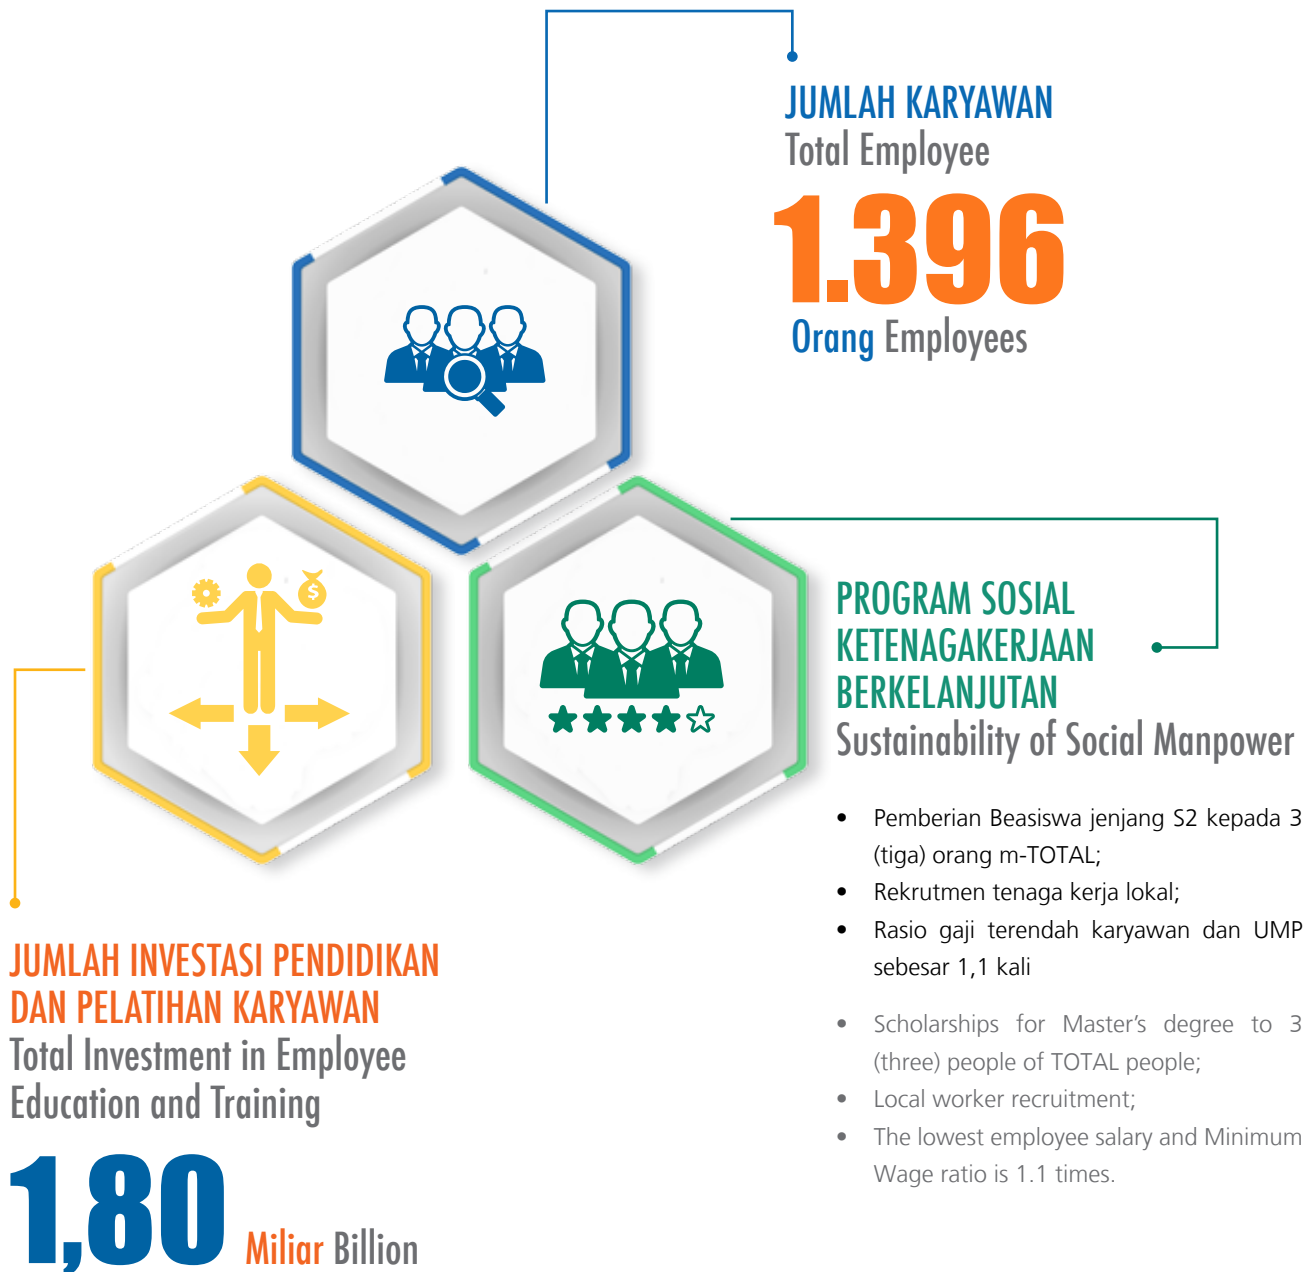 JUMLAH KARYAWAN
Total Employee
1.396
Orang Employees
PROGRAM SOSIAL
KETENAGAKERJAAN
BERKELANJUTAN
Sustainability of Social Manpower
• Pemberian Beasiswa jenjang S2 kepada 3
(tiga) orang m-TOTAL;
• Rekrutmen tenaga kerja lokal;
• Rasio gaji terendah karyawan dan UMP
sebesar 1,1 kali
• Scholarships for Master’s degree to 3
(three) people of TOTAL people;
• Local worker recruitment;
• The lowest employee salary and Minimum
Wage ratio is 1.1 times.
JUMLAH INVESTASI PENDIDIKAN
DAN PELATIHAN KARYAWAN
Total Investment in Employee
Education and Training
1,80 Miliar Billion